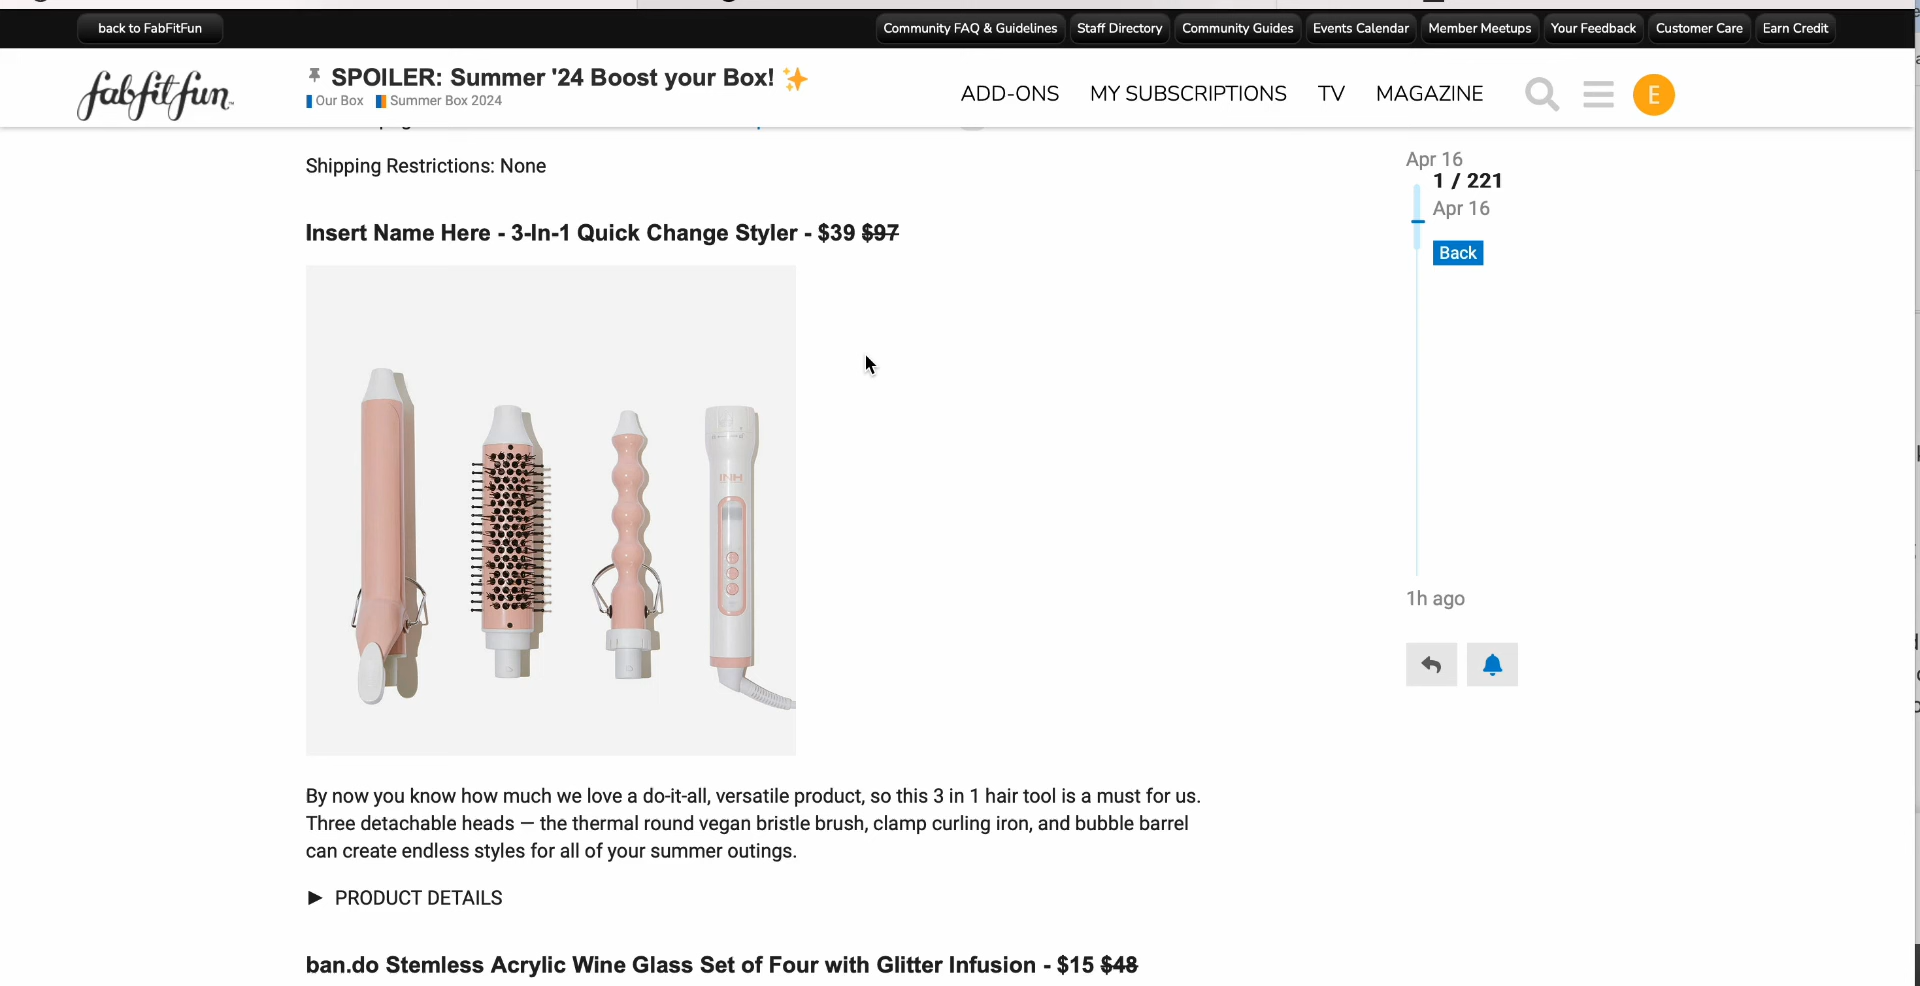 back to FabFitFun
Community FAQ & Guidelines
Staff Directory
Community Guides
Events Calendar
Member Meetups
Your Feedback
Customer Care
Earn Credit
fabfitfun
SPOILER: Summer '24 Boost your Box! ✨
Our Box Summer Box 2024
ADD-ONS
MY SUBSCRIPTIONS
TV
MAGAZINE
E
Shipping Restrictions: None
Insert Name Here - 3-In-1 Quick Change Styler - $39 $97
INH
By now you know how much we love a do-it-all, versatile product, so this 3 in 1 hair tool is a must for us.
Three detachable heads — the thermal round vegan bristle brush, clamp curling iron, and bubble barrel
can create endless styles for all of your summer outings.
► PRODUCT DETAILS
ban.do Stemless Acrylic Wine Glass Set of Four with Glitter Infusion - $15 $48
Apr 16
1 / 221
Apr 16
Back
1h ago